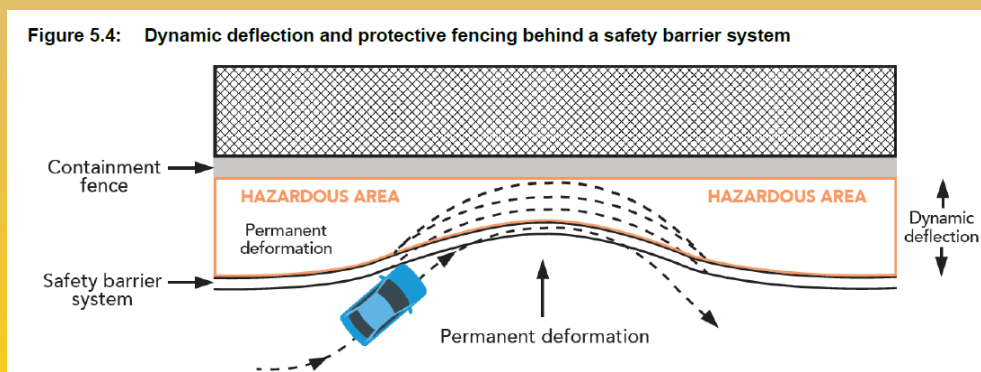 Figure 5.4: Dynamic deflection and protective fencing behind a safety barrier system
Containment
fence
HAZARDOUS AREA
HAZARDOUS AREA
Permanent
deformation
Dynamic
deflection
Safety barrier
system
Permanent deformation